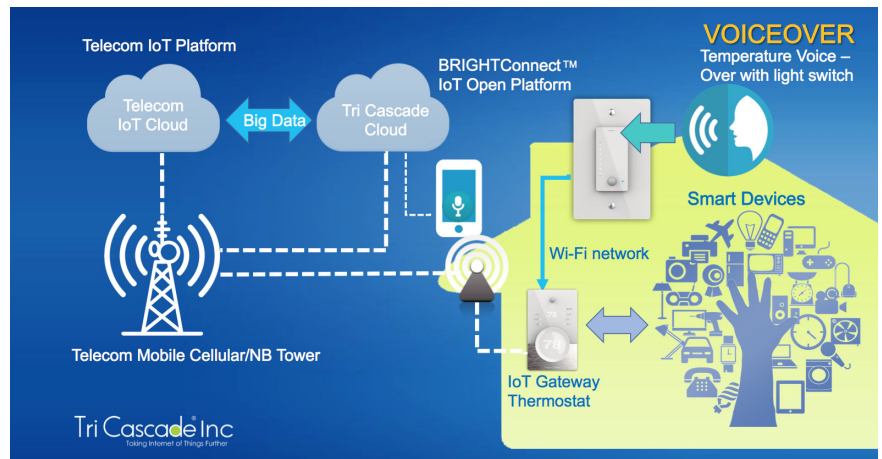 VOICEOVER
Temperature Voice –
Over with light switch
Telecom IoT Platform
BRIGHTConnect™
IoT Open Platform
Telecom
IoT Cloud
Big Data
Tri Cascade
Cloud
Smart Devices
Wi-Fi network
78
Telecom Mobile Cellular/NB Tower
IoT Gateway
Thermostat
Tri Cascade Inc
Taking Internet of Things Further